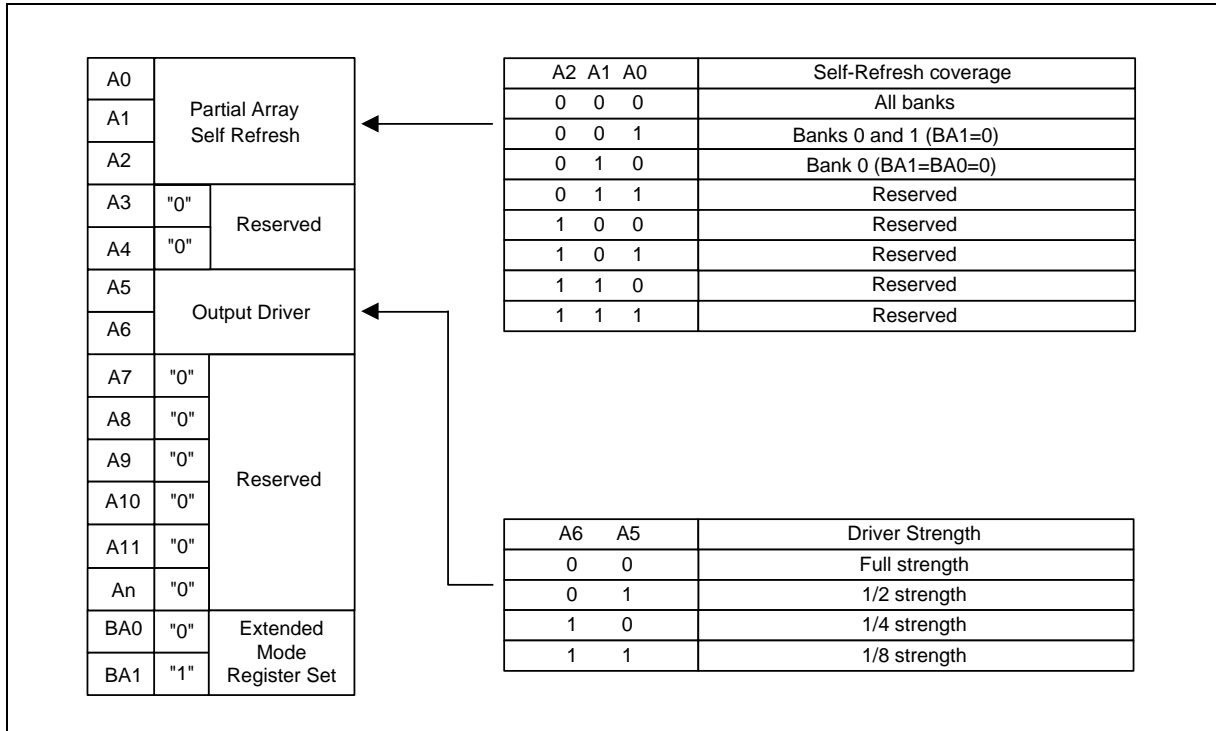 A0
A1
A2
Partial Array
Self Refresh
A3 "0"
A4 "0"
Reserved
A5
A6
Output Driver
A7 "0"
A8 "0"
A9 "0"
A10 "0"
A11 "0"
An "0"
Reserved
BA0 "0"
BA1 "1"
Extended
Mode
Register Set
A2 A1 A0 Self-Refresh coverage
0 0 0 All banks
0 0 1 Banks 0 and 1 (BA1=0)
0 1 0 Bank 0 (BA1=BA0=0)
0 1 1 Reserved
1 0 0 Reserved
1 0 1 Reserved
1 1 0 Reserved
1 1 1 Reserved
A6 A5 Driver Strength
0 0 Full strength
0 1 1/2 strength
1 0 1/4 strength
1 1 1/8 strength